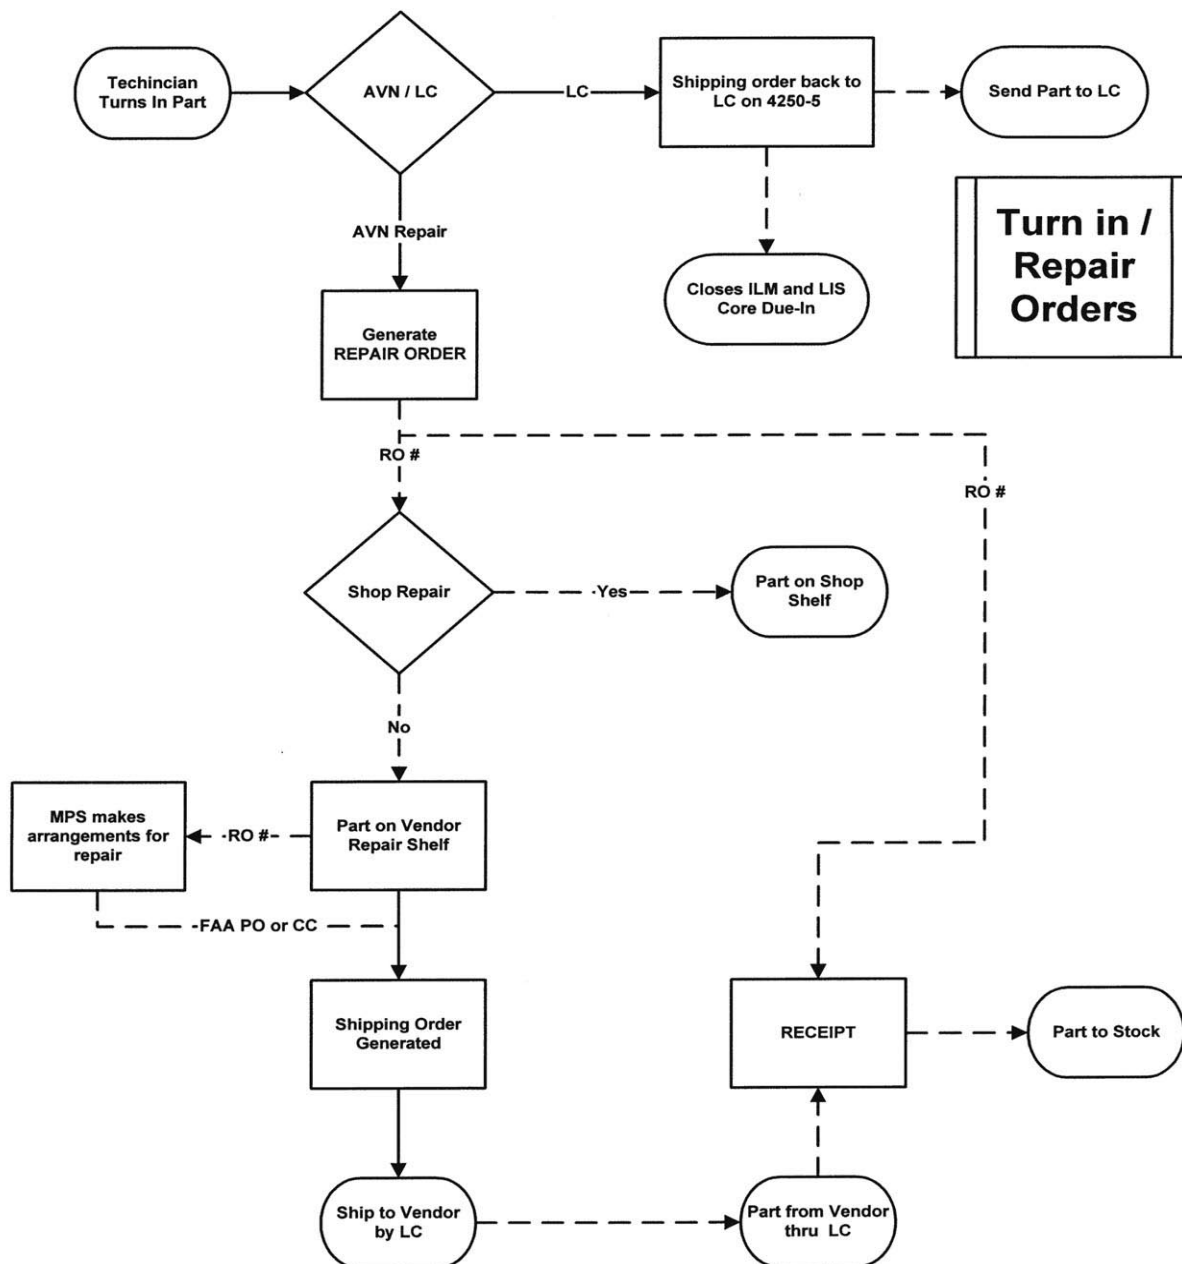 Techincian
Turns In Part
AVN / LC
LC
Shipping order back to
LC on 4250-5
Send Part to LC
Turn in /
Repair
Orders
AVN Repair
Closes ILM and LIS
Core Due-In
Generate
REPAIR ORDER
RO #
RO #
Shop Repair
Yes
Part on Shop
Shelf
No
MPS makes
arrangements for
repair
RO #
Part on Vendor
Repair Shelf
FAA PO or CC
Shipping Order
Generated
RECEIPT
Part to Stock
Ship to Vendor
by LC
Part from Vendor
thru LC